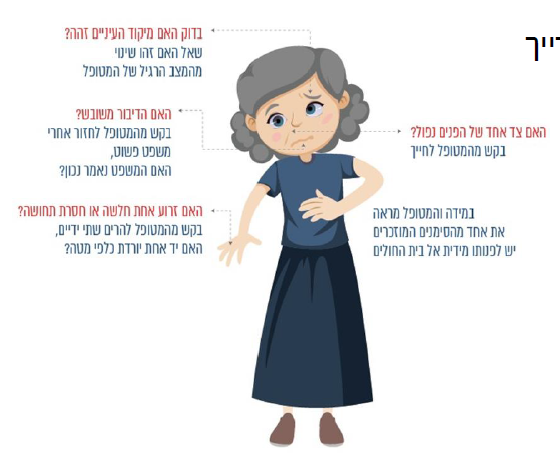 בדוק האם מיקוד העיניים זהה?
שאל האם זהו שינוי
מהמצב הרגיל של המטופל
האם הדיבור משובש?
בקש מהמטופל לחזור אחרי
משפט פשוט,
האם המשפט נאמר נכון?
האם זרוע אחת חלשה או חסרת תחושה?
בקש מהמטופל להרים שתי ידיים,
האם יד אחת יורדת כלפי מטה?
האם צד אחד של הפנים נפול?
בקש מהמטופל לחייך
במידה והמטופל מראה
את אחד מהסימנים המוזכרים
יש לפנותו מידית אל בית החולים